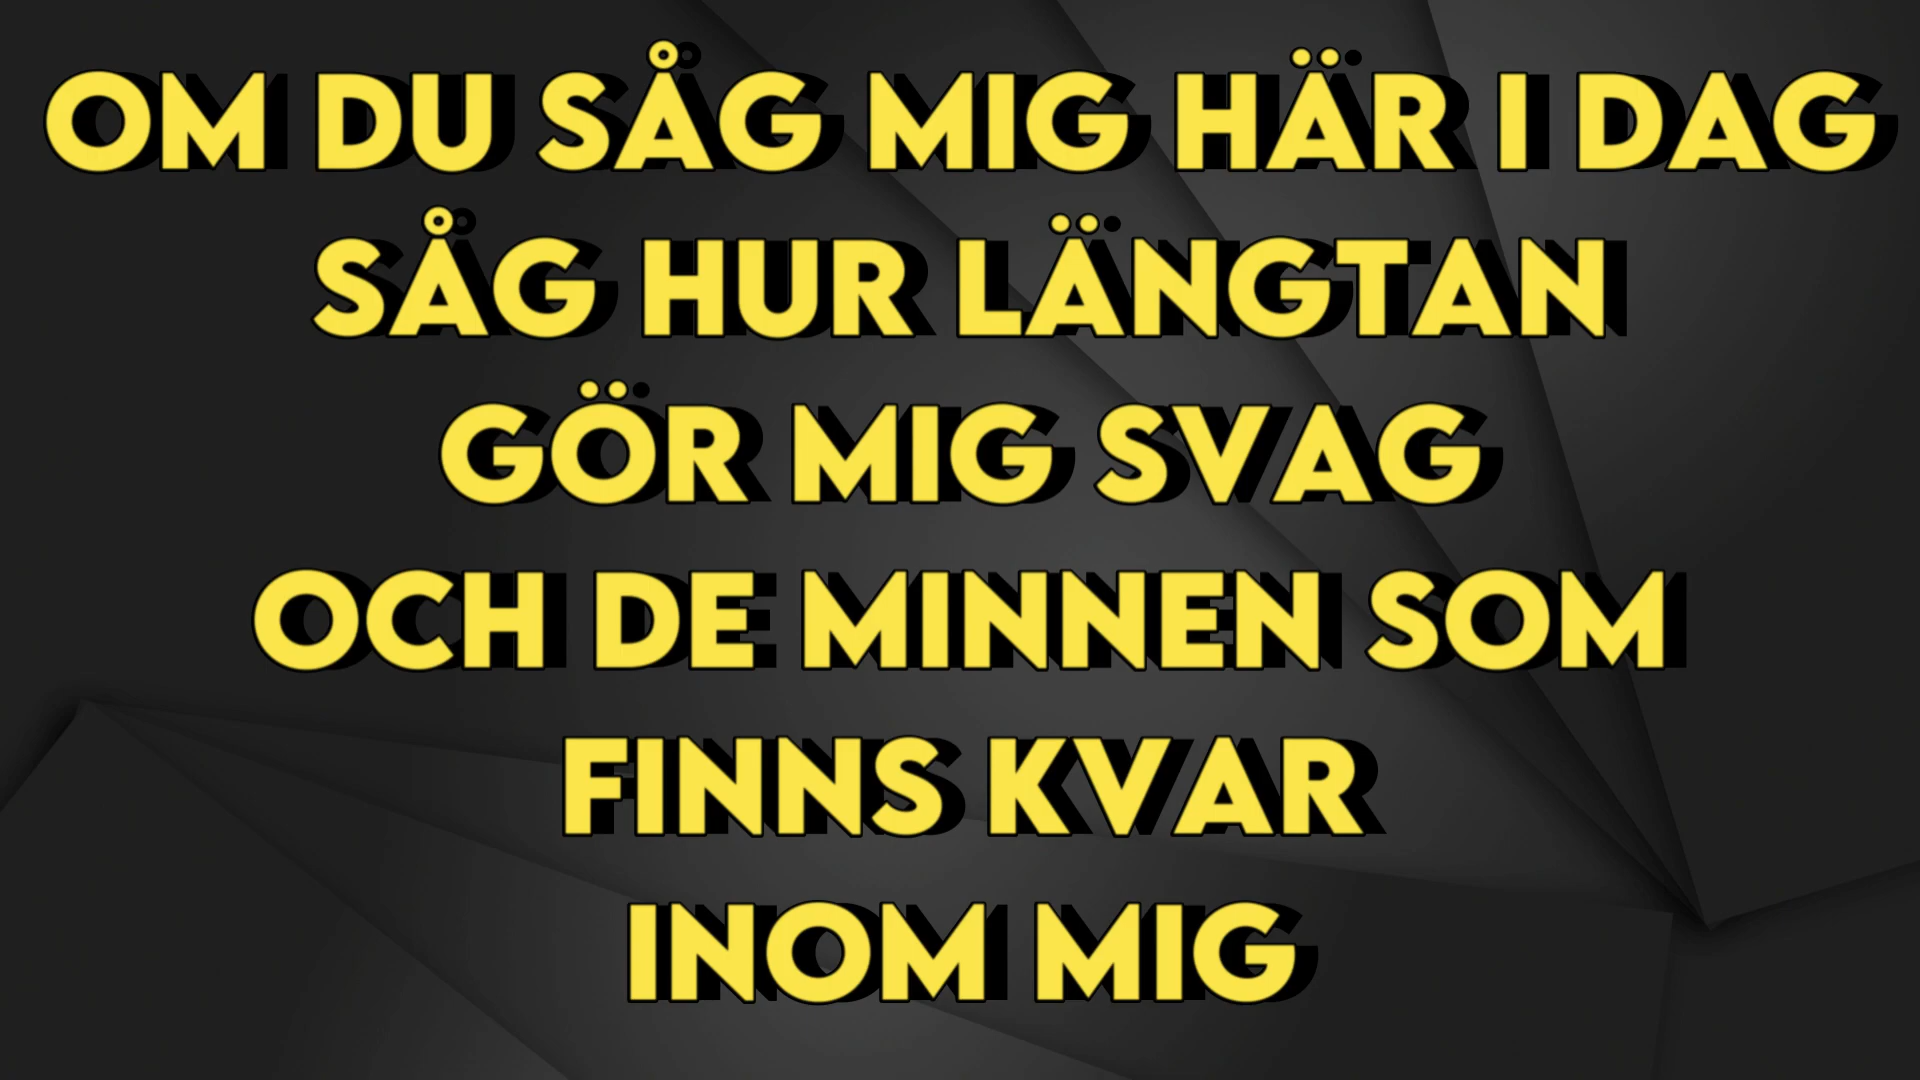 OM DU SÅG MIG HÄR I DAG
SÅG HUR LÄNGTAN
GÖR MIG SVAG
OCH DE MINNEN SOM
FINNS KVAR
INOM MIG